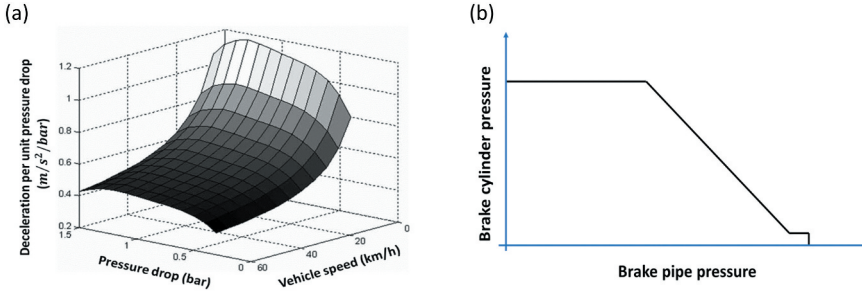 (a)
Deceleration per unit pressure drop
(m/s²/bar)
1.2
1
0.8
0.6
0.4
0.2
1.5
1
0.5
0
Pressure drop (bar)
60
40
20
0
Vehicle speed (km/h)
(b)
Brake cylinder pressure
Brake pipe pressure